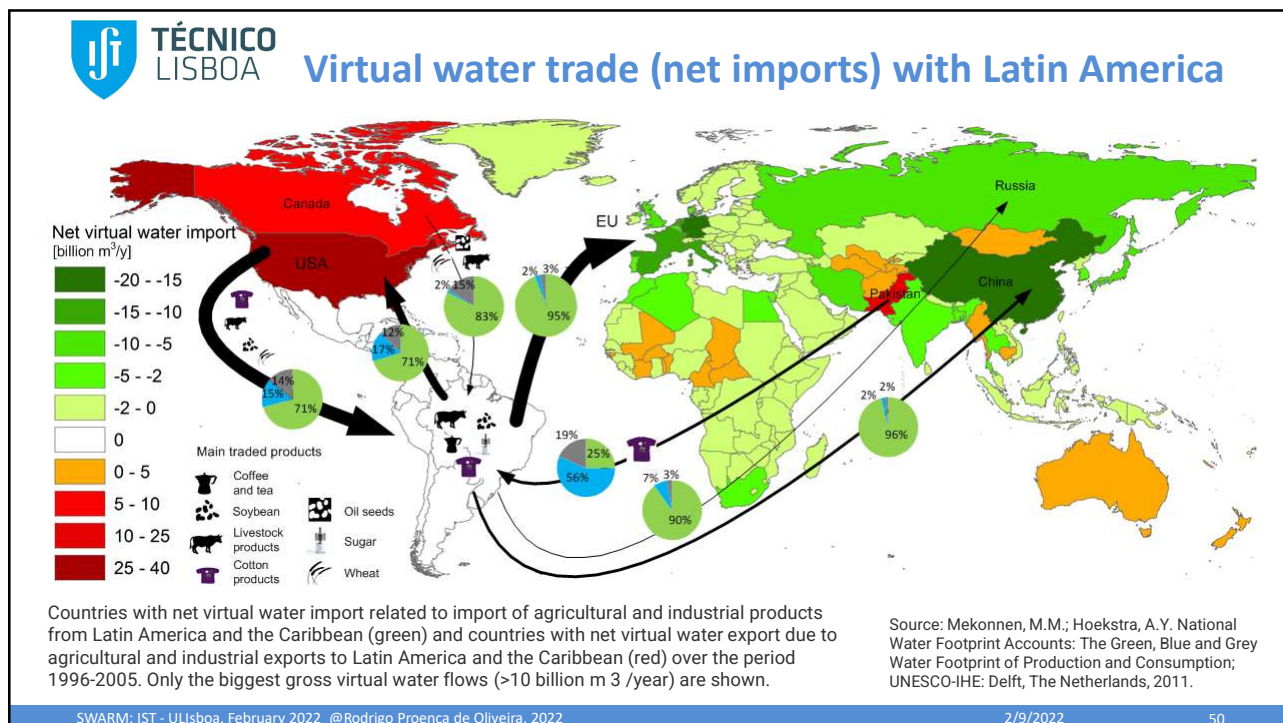 TÉCNICO
LISBOA
Virtual water trade (net imports) with Latin America
Canada
Russia
EU
USA
China
Pakistan
Net virtual water import
[billion m³/y]
-20 - -15
-15 - -10
-10 - -5
-5 - -2
-2 - 0
0
0 - 5
5 - 10
10 - 25
25 - 40
2% 15%
83%
2% 3%
95%
12%
17%
71%
14%
15%
71%
19%
25%
56%
7% 3%
90%
2% 2%
96%
Main traded products
Coffee
and tea
Soybean
Livestock
products
Cotton
products
Oil seeds
Sugar
Wheat
Countries with net virtual water import related to import of agricultural and industrial products
from Latin America and the Caribbean (green) and countries with net virtual water export due to
agricultural and industrial exports to Latin America and the Caribbean (red) over the period
1996-2005. Only the biggest gross virtual water flows (>10 billion m 3 /year) are shown.
Source: Mekonnen, M.M.; Hoekstra, A.Y. National
Water Footprint Accounts: The Green, Blue and Grey
Water Footprint of Production and Consumption;
UNESCO-IHE: Delft, The Netherlands, 2011.
SWARM: IST - ULIsboa, February 2022 @Rodrigo Proença de Oliveira, 2022
2/9/2022
50